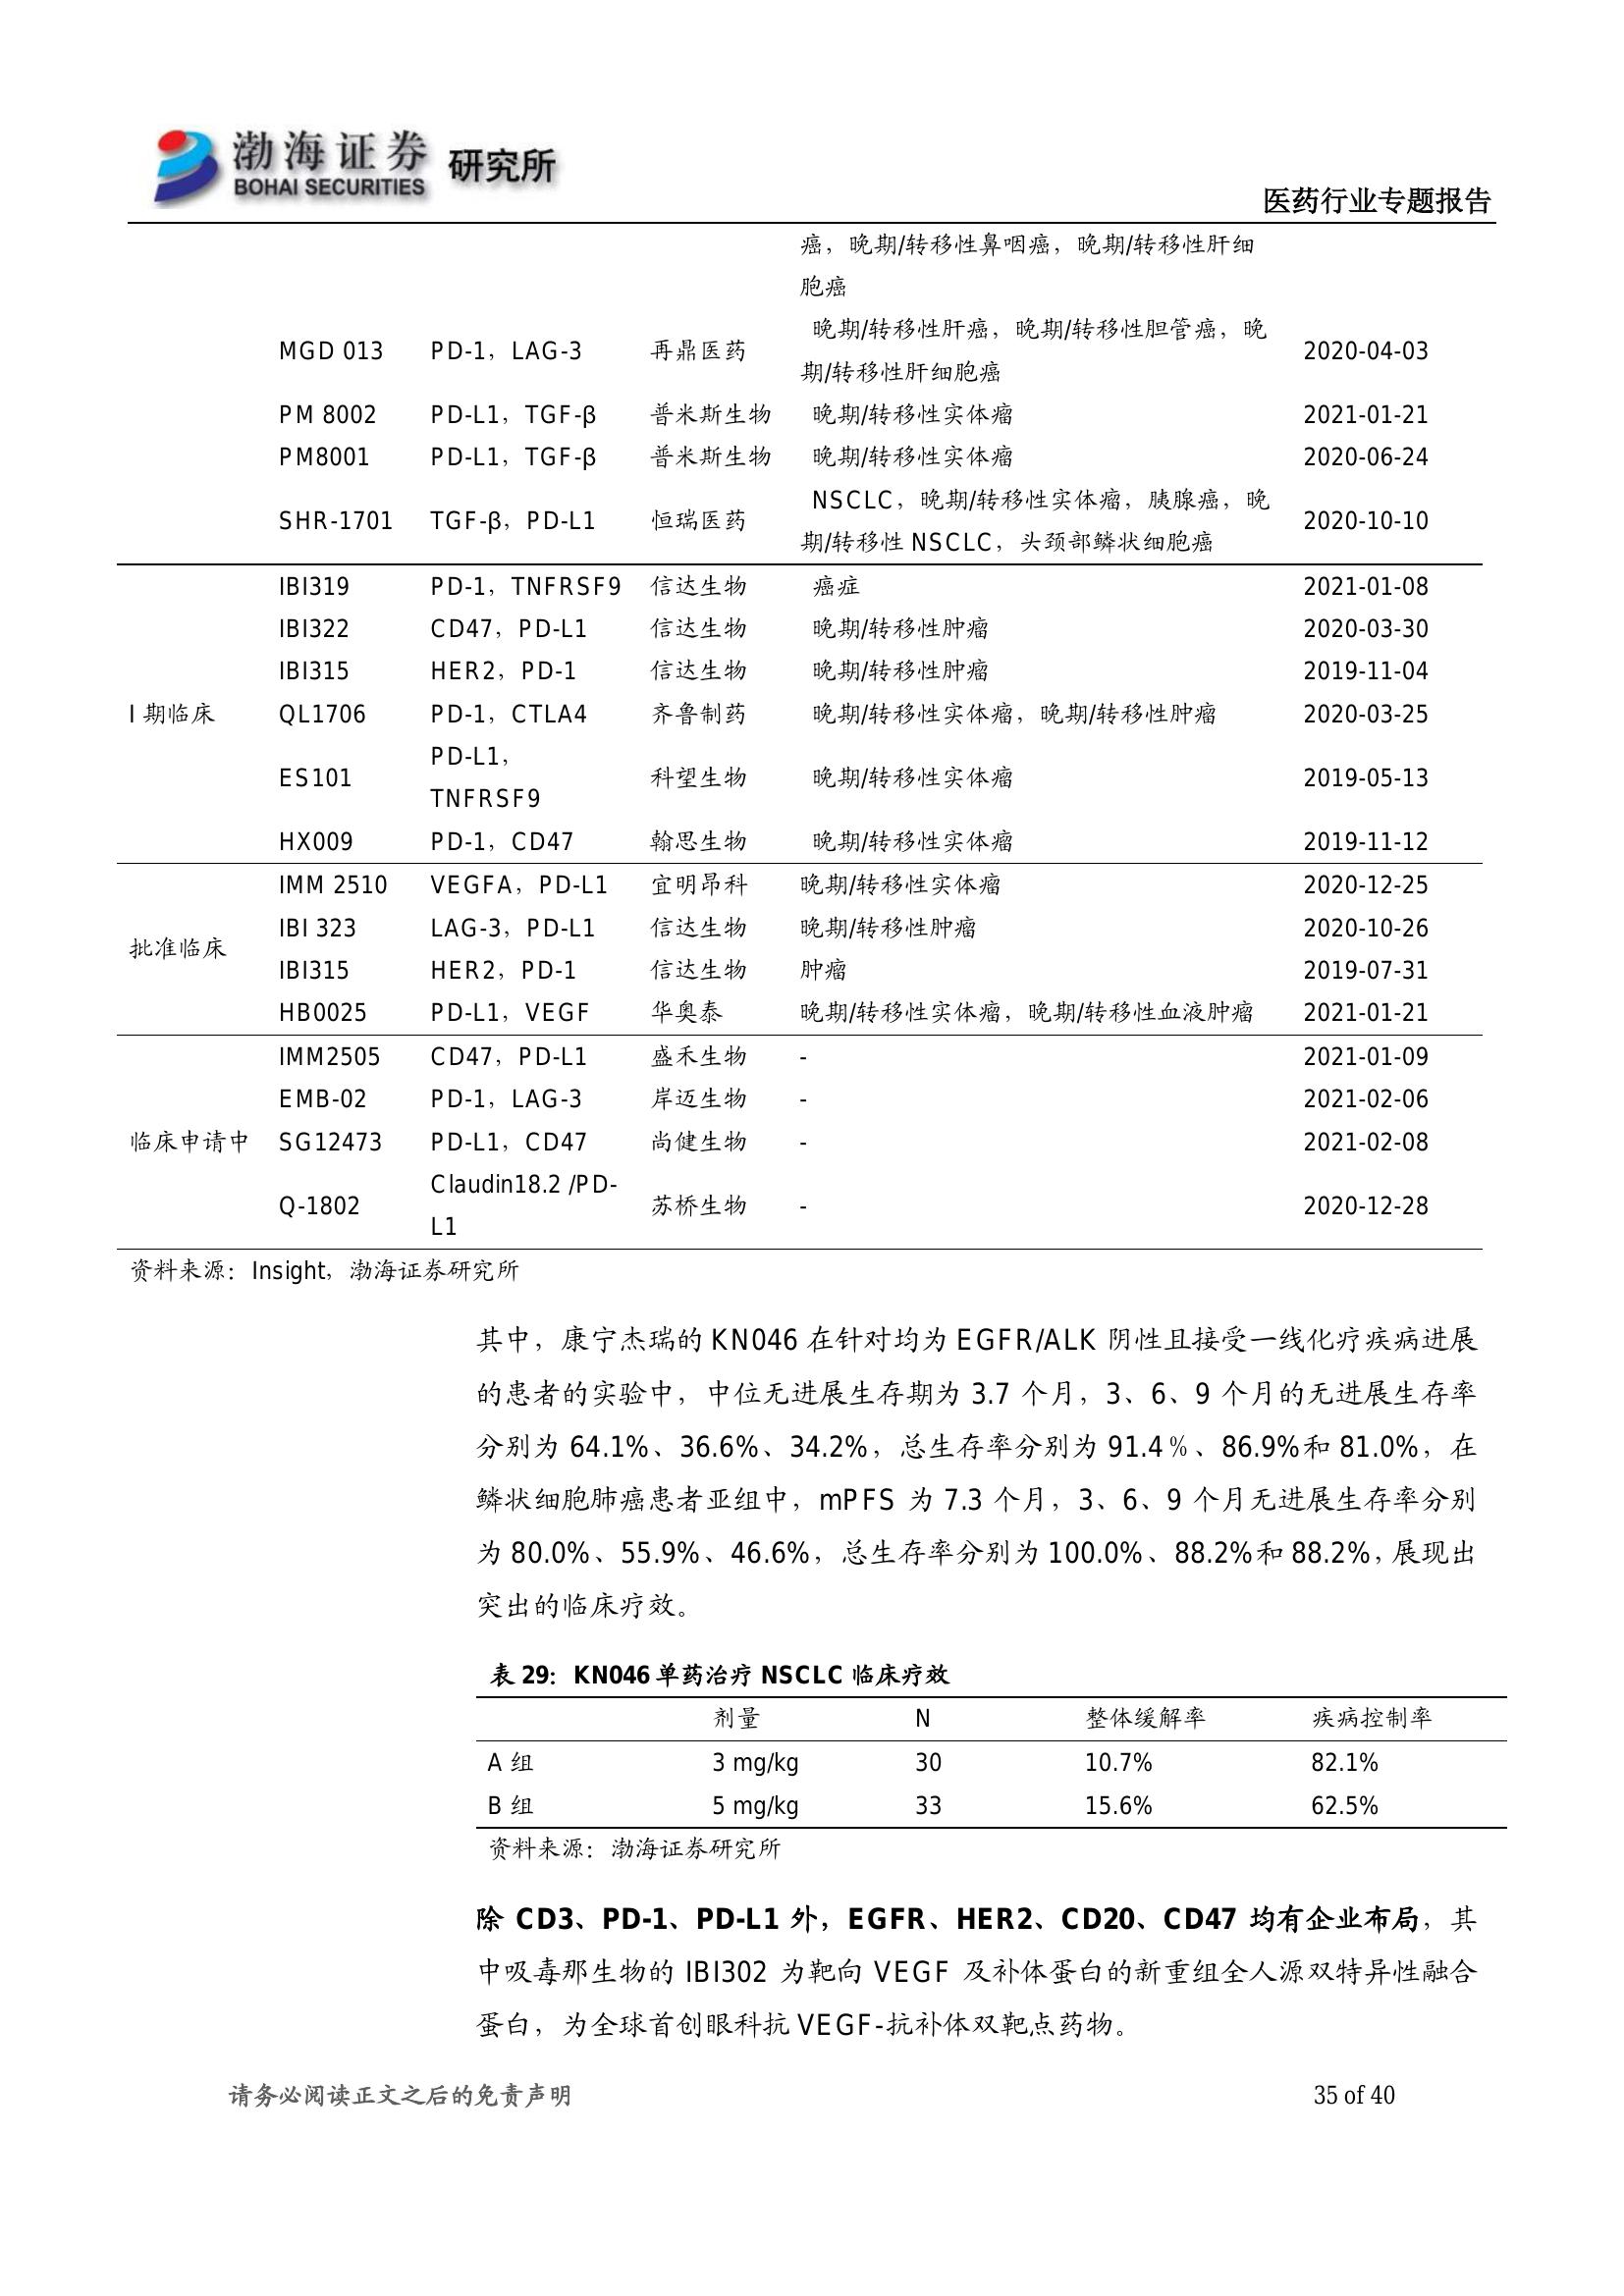 渤海证券 研究所
BOHAI SECURITIES
医药行业专题报告
癌，晚期/转移性鼻咽癌，晚期/转移性肝细
胞癌
MGD 013 PD-1，LAG-3 再鼎医药 晚期/转移性肝癌，晚期/转移性胆管癌，晚 2020-04-03
期/转移性肝细胞癌
PM 8002 PD-L1，TGF-β 普米斯生物 晚期/转移性实体瘤 2021-01-21
PM8001 PD-L1，TGF-β 普米斯生物 晚期/转移性实体瘤 2020-06-24
SHR-1701 TGF-β，PD-L1 恒瑞医药 NSCLC，晚期/转移性实体瘤，胰腺癌，晚 2020-10-10
期/转移性 NSCLC，头颈部鳞状细胞癌
I 期临床
IBI319 PD-1，TNFRSF9 信达生物 癌症 2021-01-08
IBI322 CD47，PD-L1 信达生物 晚期/转移性肿瘤 2020-03-30
IBI315 HER2，PD-1 信达生物 晚期/转移性肿瘤 2019-11-04
QL1706 PD-1，CTLA4 齐鲁制药 晚期/转移性实体瘤，晚期/转移性肿瘤 2020-03-25
ES101 PD-L1， 科望生物 晚期/转移性实体瘤 2019-05-13
TNFRSF9
HX009 PD-1，CD47 翰思生物 晚期/转移性实体瘤 2019-11-12
批准临床
IMM 2510 VEGFA，PD-L1 宜明昂科 晚期/转移性实体瘤 2020-12-25
IBI 323 LAG-3，PD-L1 信达生物 晚期/转移性肿瘤 2020-10-26
IBI315 HER2，PD-1 信达生物 肿瘤 2019-07-31
HB0025 PD-L1，VEGF 华奥泰 晚期/转移性实体瘤，晚期/转移性血液肿瘤 2021-01-21
临床申请中
IMM2505 CD47，PD-L1 盛禾生物 - 2021-01-09
EMB-02 PD-1，LAG-3 岸迈生物 - 2021-02-06
SG12473 PD-L1，CD47 尚健生物 - 2021-02-08
Q-1802 Claudin18.2 /PD- 苏桥生物 - 2020-12-28
L1
资料来源：Insight，渤海证券研究所
其中，康宁杰瑞的 KN046 在针对均为 EGFR/ALK 阴性且接受一线化疗疾病进展
的患者的实验中，中位无进展生存期为 3.7 个月，3、6、9 个月的无进展生存率
分别为 64.1%、36.6%、34.2%，总生存率分别为 91.4％、86.9%和 81.0%，在
鳞状细胞肺癌患者亚组中，mPFS 为 7.3 个月，3、6、9 个月无进展生存率分别
为 80.0%、55.9%、46.6%，总生存率分别为 100.0%、88.2%和 88.2%，展现出
突出的临床疗效。
表 29：KN046 单药治疗 NSCLC 临床疗效
剂量 N 整体缓解率 疾病控制率
A 组 3 mg/kg 30 10.7% 82.1%
B 组 5 mg/kg 33 15.6% 62.5%
资料来源：渤海证券研究所
除 CD3、PD-1、PD-L1 外，EGFR、HER2、CD20、CD47 均有企业布局，其
中吸毒那生物的 IBI302 为靶向 VEGF 及补体蛋白的新重组全人源双特异性融合
蛋白，为全球首创眼科抗 VEGF-抗补体双靶点药物。
请务必阅读正文之后的免责声明
35 of 40